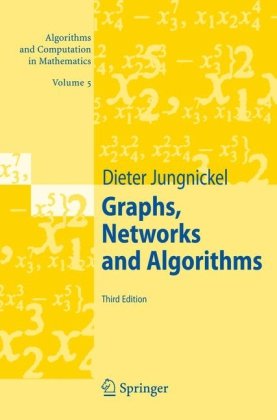 Algorithms and Computation
in Mathematics
Volume 5
Dieter Jungnickel
Graphs,
Networks
and Algorithms
Third Edition
Springer